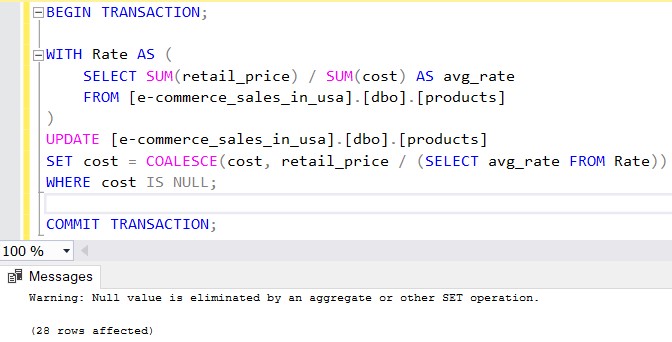 BEGIN TRANSACTION;
WITH Rate AS (
SELECT SUM(retail_price) / SUM(cost) AS avg_rate
FROM [e-commerce_sales_in_usa].[dbo].[products]
)
UPDATE [e-commerce_sales_in_usa].[dbo].[products]
SET cost = COALESCE(cost, retail_price / (SELECT avg_rate FROM Rate))
WHERE cost IS NULL;
COMMIT TRANSACTION;
100 %
Messages
Warning: Null value is eliminated by an aggregate or other SET operation.
(28 rows affected)